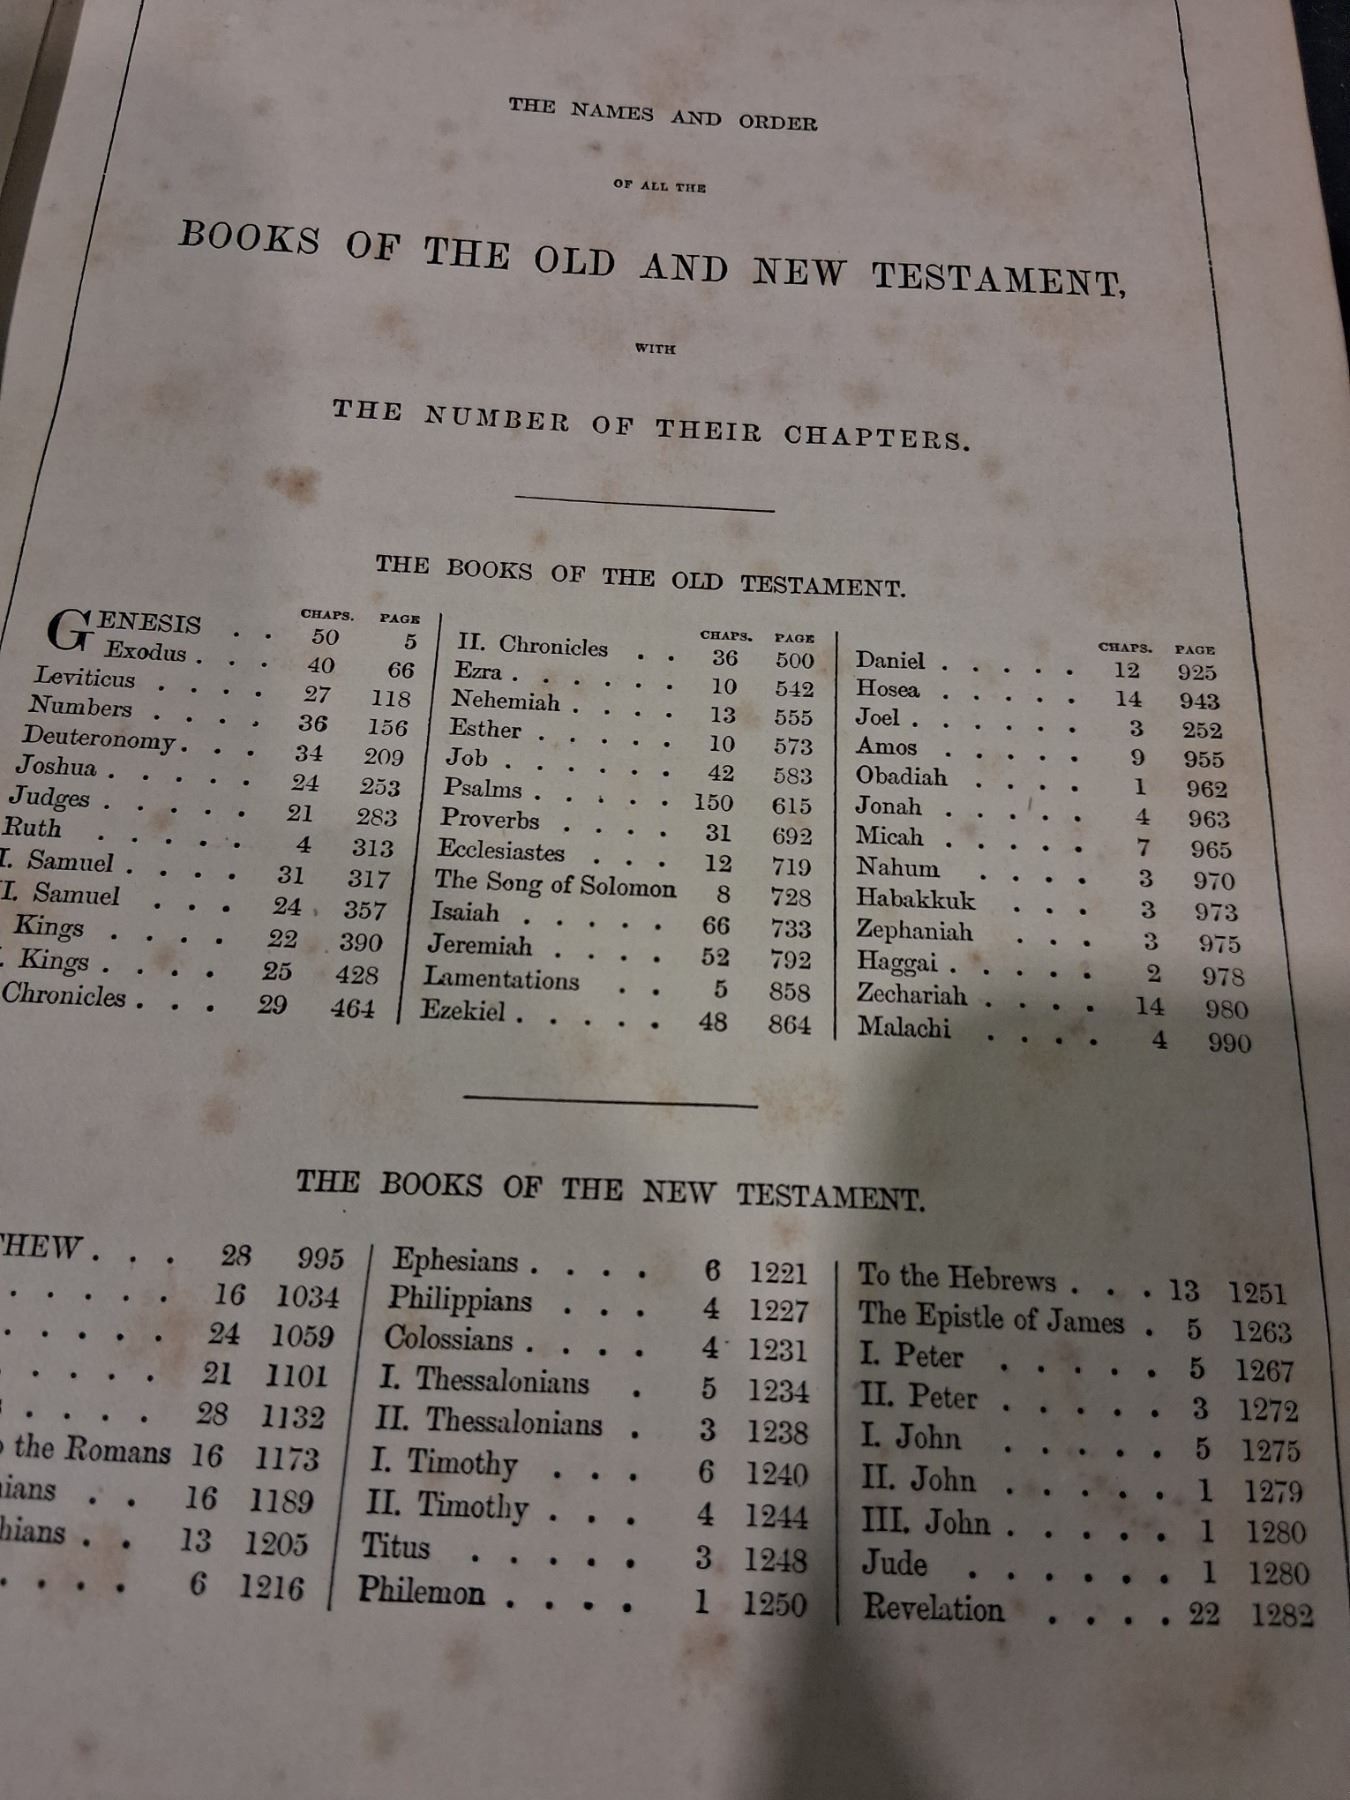 THE NAMES AND ORDER
OF ALL THE
BOOKS OF THE OLD AND NEW TESTAMENT,
WITH
THE NUMBER OF THEIR CHAPTERS.
THE BOOKS OF THE OLD TESTAMENT.
CHAPS. PAGE
GENESIS . . 50 5
Exodus . . . 40 66
Leviticus . . . . 27 118
Numbers . . . . 36 156
Deuteronomy . . . 34 209
Joshua . . . . . 24 253
Judges . . . . . 21 283
Ruth . . . . . 4 313
I. Samuel . . . . 31 317
I. Samuel . . . 24 357
Kings . . . . 22 390
. Kings . . . . 25 428
Chronicles . . . 29 464
CHAPS. PAGE
II. Chronicles . . 36 500
Ezra . . . . . . 10 542
Nehemiah . . . . 13 555
Esther . . . . . 10 573
Job . . . . . . 42 583
Psalms . . . . . 150 615
Proverbs . . . . 31 692
Ecclesiastes . . . 12 719
The Song of Solomon 8 728
Isaiah . . . . . 66 733
Jeremiah . . . . 52 792
Lamentations . . 5 858
Ezekiel . . . . . 48 864
CHAPS. PAGE
Daniel . . . . . 12 925
Hosea . . . . . 14 943
Joel . . . . . . 3 252
Amos . . . . . 9 955
Obadiah . . . . 1 962
Jonah . . . . . 4 963
Micah . . . . . 7 965
Nahum . . . . 3 970
Habakkuk . . . 3 973
Zephaniah . . . 3 975
Haggai . . . . . 2 978
Zechariah . . . . 14 980
Malachi . . . . 4 990
THE BOOKS OF THE NEW TESTAMENT.
THEW . . . 28 995
. . . . . 16 1034
. . . . . 24 1059
. . . . . 21 1101
. . . . 28 1132
the Romans 16 1173
ians . . 16 1189
hians . . 13 1205
. . . . 6 1216
Ephesians . . . . 6 1221
Philippians . . . 4 1227
Colossians . . . . 4 1231
I. Thessalonians . 5 1234
II. Thessalonians . 3 1238
I. Timothy . . . 6 1240
II. Timothy . . . 4 1244
Titus . . . . . 3 1248
Philemon . . . . 1 1250
To the Hebrews . . . 13 1251
The Epistle of James . 5 1263
I. Peter . . . . . 5 1267
II. Peter . . . . . 3 1272
I. John . . . . . 5 1275
II. John . . . . . 1 1279
III. John . . . . . 1 1280
Jude . . . . . . 1 1280
Revelation . . . . 22 1282